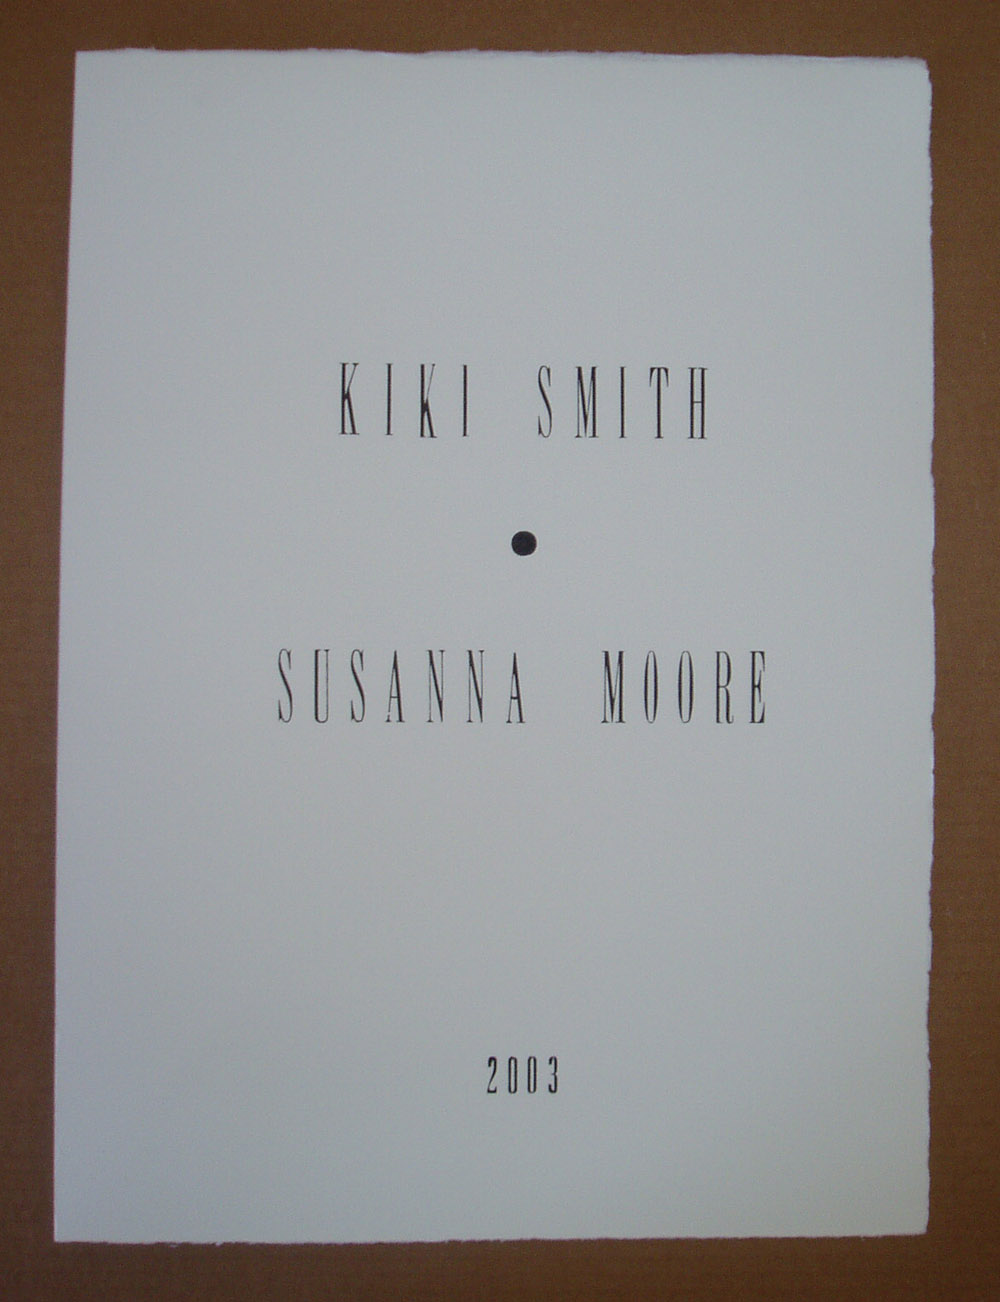 KIKI SMITH
•
SUSANNA MOORE
2003